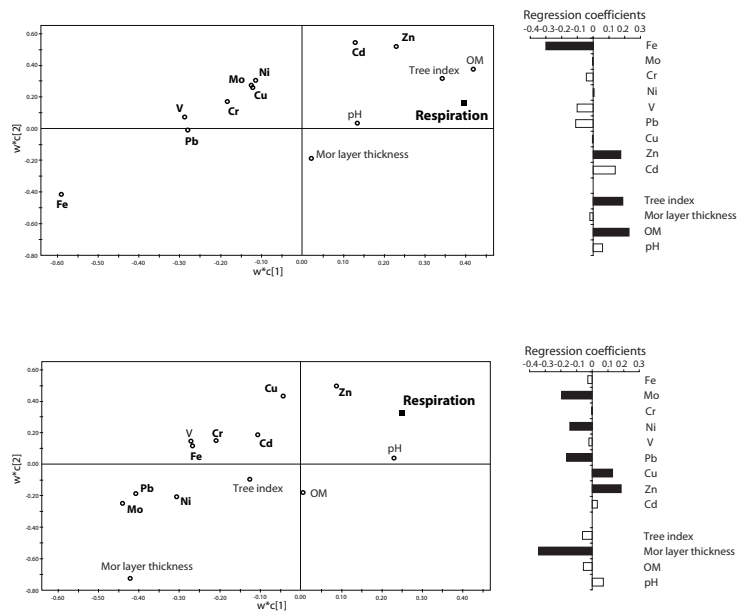 Regression coefficients
-0.4-0.3-0.2-0.1 0 0.1 0.2 0.3
Fe
Mo
Cr
Ni
V
Pb
Cu
Zn
Cd
Tree index
Mor layer thickness
OM
pH
w*c[2]
0.60
0.40
0.20
0.00
0.20
0.40
0.60
0.80
Cd
Zn
OM
Tree index
Respiration
Mo
Ni
Cu
V
Cr
pH
Pb
Mor layer thickness
Fe
-0.60 -0.50 -0.40 -0.30 -0.20 -0.10 0.00 0.10 0.20 0.30 0.40
w*c[1]
Regression coefficients
-0.4-0.3-0.2-0.1 0 0.1 0.2 0.3
Fe
Mo
Cr
Ni
V
Pb
Cu
Zn
Cd
Tree index
Mor layer thickness
OM
pH
w*c[2]
0.60
0.40
0.20
0.00
-0.20
-0.40
-0.60
-0.80
Cu
Zn
Respiration
V
Cr
Fe
Cd
pH
Pb
Tree index
OM
Mo
Ni
Mor layer thickness
-0.60 -0.50 -0.40 -0.30 -0.20 -0.10 0.00 0.10 0.20 0.30 0.40
w*c[1]